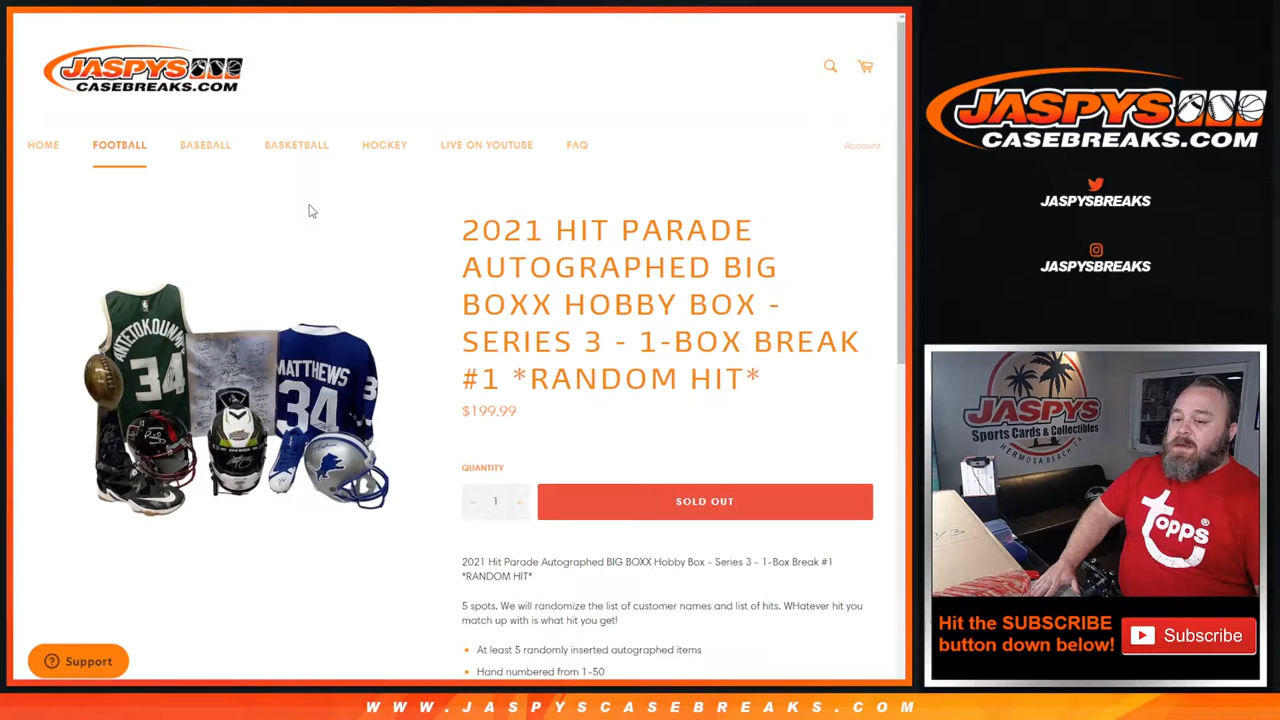 JASPYS
CASEBREAKS.COM
HOME
FOOTBALL
BASEBALL
BASKETBALL
HOCKEY
LIVE ON YOUTUBE
FAQ
Account
2021 HIT PARADE
AUTOGRAPHED BIG
BOXX HOBBY BOX -
SERIES 3 - 1-BOX BREAK
#1 *RANDOM HIT*
$199.99
QUANTITY
1
SOLD OUT
2021 Hit Parade Autographed BIG BOXX Hobby Box - Series 3 - 1-Box Break #1
*RANDOM HIT*
5 spots. We will randomize the list of customer names and list of hits. WHatever hit you
match up with is what hit you get!
At least 5 randomly inserted autographed items
Hand numbered from 1-50
Support
ANTETOKOUNMPO
34
MATTHEWS
34
3
JASPYS
CASEBREAKS.COM
JASPYSBREAKS
JASPYSBREAKS
JASPYS
Sports Cards & Collectibles
HERMOSA BEACH CA
topps
Hit the SUBSCRIBE
button down below!
Subscribe
WWW.JASPYSCASEBREAKS.COM